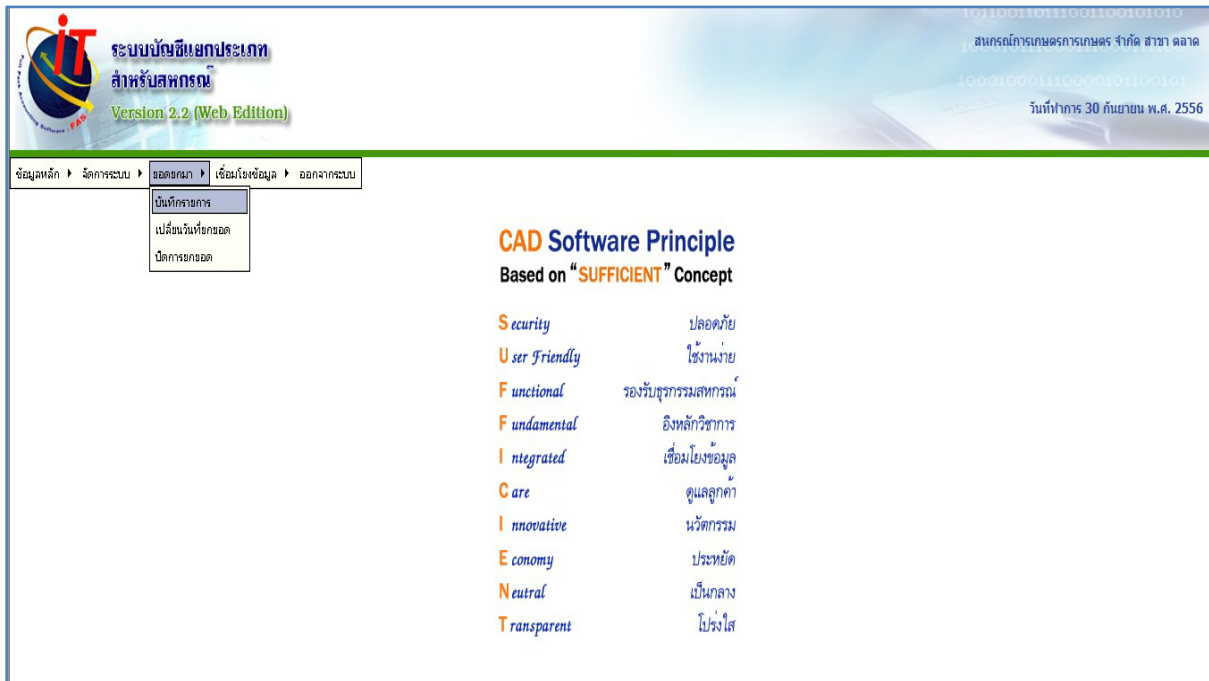 1011001101110011001010​10
ระบบบัญชีแยกประเภท
สำหรับสหกรณ์
Version 2.2 (Web Edition)
สหกรณ์การเกษตรการเกษตร จำกัด สาขา ตลาด
100010001110000101100101
วันที่ทำการ 30 กันยายน พ.ศ. 2556
iT
Full Pack Accounting Software : FAS
ข้อมูลหลัก จัดการระบบ ยอดยกมา เชื่อมโยงข้อมูล ออกจากระบบ
บันทึกรายการ
เปลี่ยนวันที่ยกยอด
ปิดการยกยอด
CAD Software Principle
Based on “SUFFICIENT” Concept
Security ปลอดภัย
User Friendly ใช้งานง่าย
Functional รองรับธุรกรรมสหกรณ์
Fundamental อิงหลักวิชาการ
Integrated เชื่อมโยงข้อมูล
Care ดูแลลูกค้า
Innovative นวัตกรรม
Economy ประหยัด
Neutral เป็นกลาง
Transparent โปร่งใส